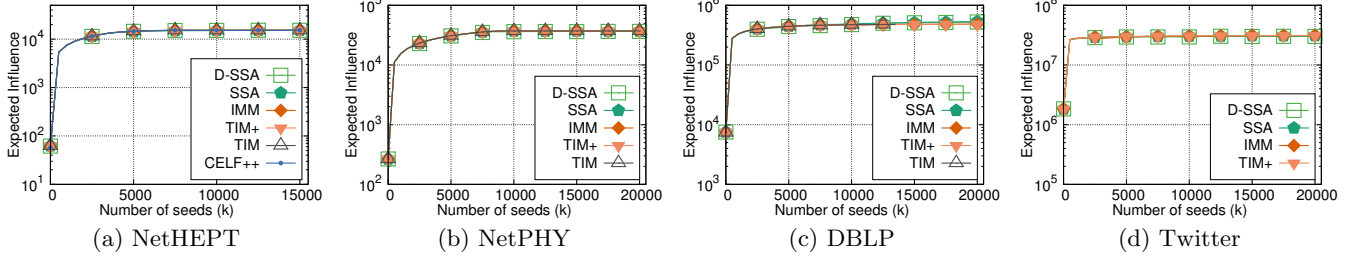 Expected Influence
10^5
10^4
10^3
10^2
10^1
D-SSA
SSA
IMM
TIM+
TIM
CELF++
0 5000 10000 15000
Number of seeds (k)
(a) NetHEPT
Expected Influence
10^5
10^4
10^3
10^2
D-SSA
SSA
IMM
TIM+
TIM
0 5000 10000 15000 20000
Number of seeds (k)
(b) NetPHY
Expected Influence
10^6
10^5
10^4
10^3
D-SSA
SSA
IMM
TIM+
TIM
0 5000 10000 15000 20000
Number of seeds (k)
(c) DBLP
Expected Influence
10^8
10^7
10^6
10^5
D-SSA
SSA
IMM
TIM+
0 5000 10000 15000 20000
Number of seeds (k)
(d) Twitter